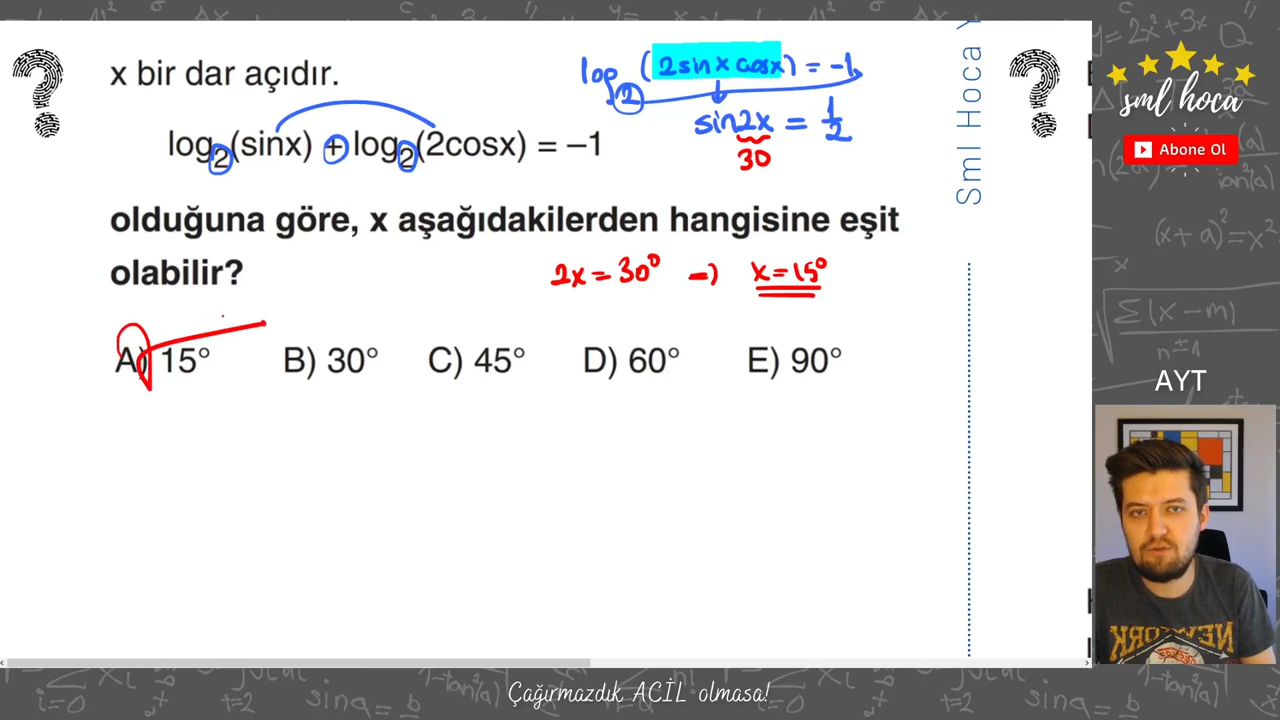 x bir dar açıdır.
log₂(sinx) + log₂(2cosx) = –1
olduğuna göre, x aşağıdakilerden hangisine eşit
olabilir?
A) 15° B) 30° C) 45° D) 60° E) 90°
log₂(2sinx cosx) = -1
sin2x = 1/2
30
2x = 30° → x = 15°
Sml Hoca Y
sml hoca
Abone Ol
AYT
YORK
Çağırmazdık ACİL olmasa!